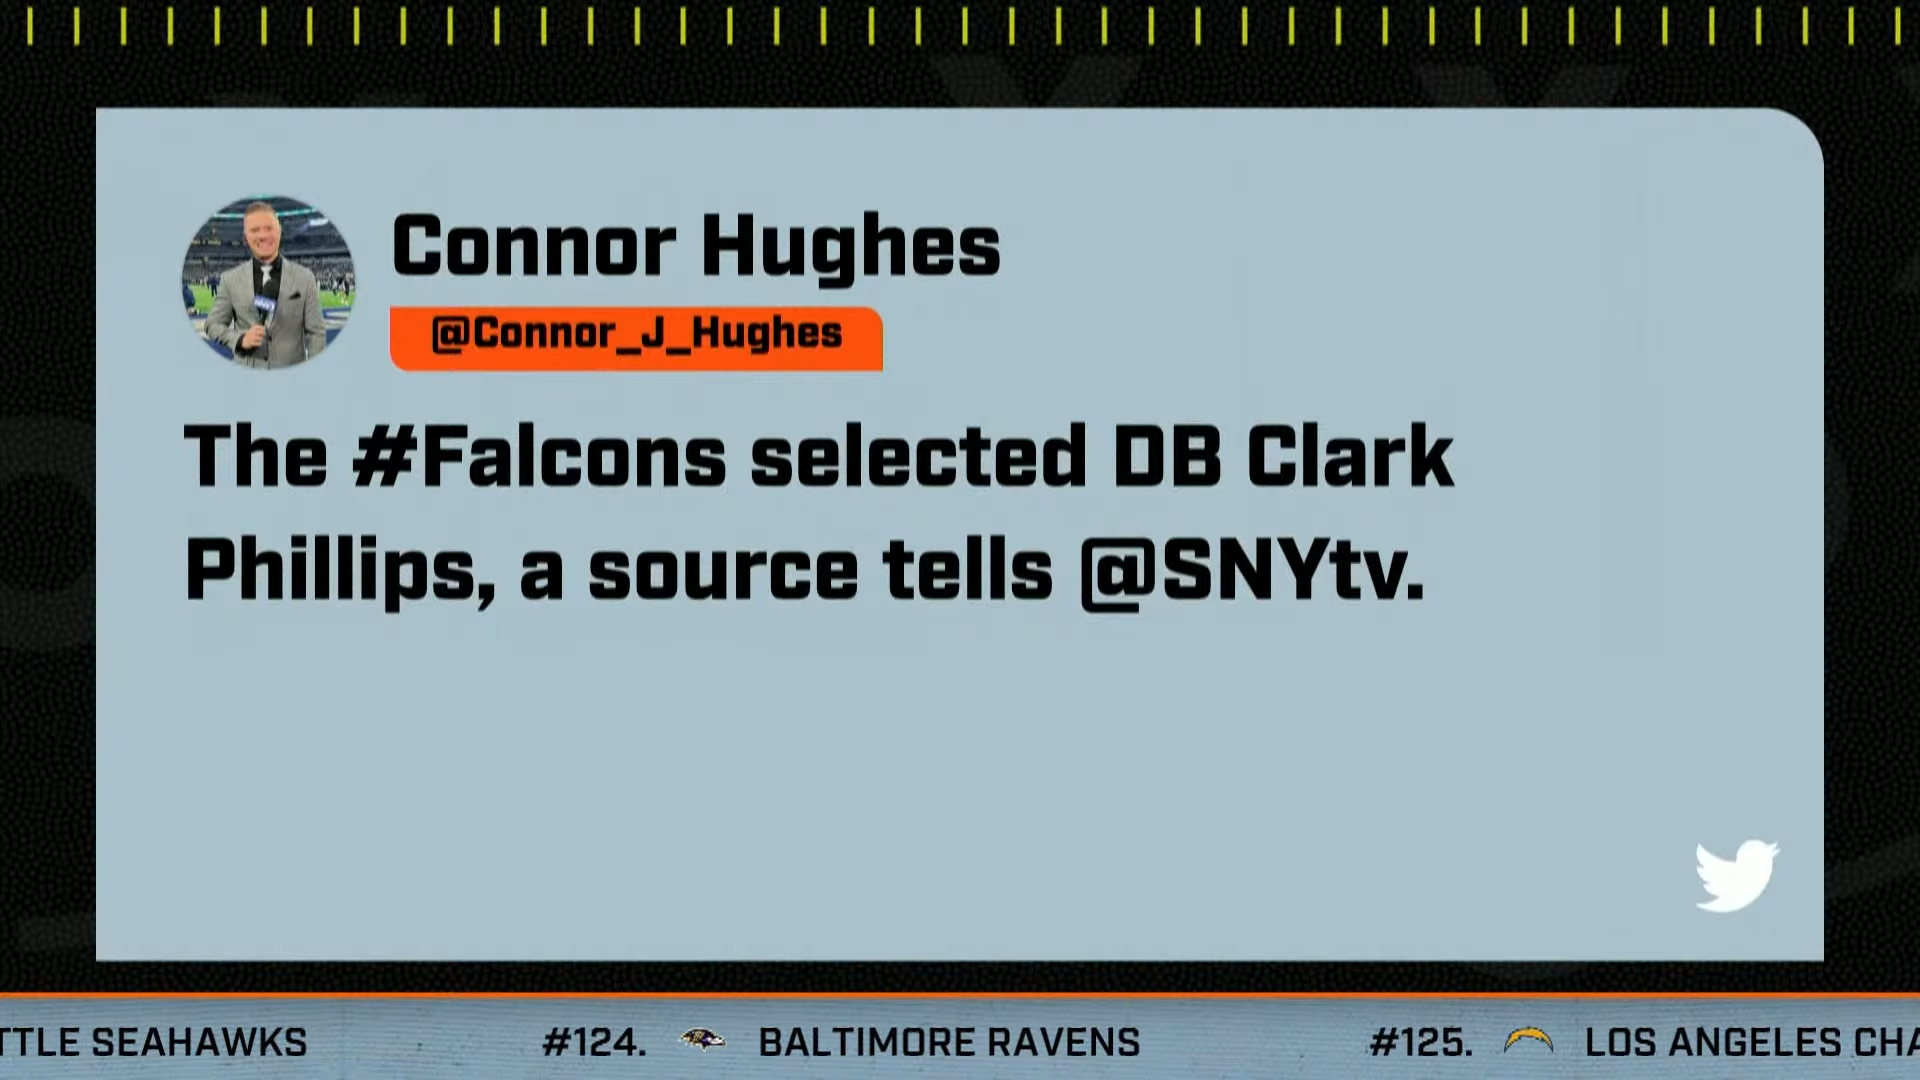 Connor Hughes
@Connor_J_Hughes
The #Falcons selected DB Clark
Phillips, a source tells @SNYtv.
TTLE SEAHAWKS #124. BALTIMORE RAVENS #125. LOS ANGELES CHA